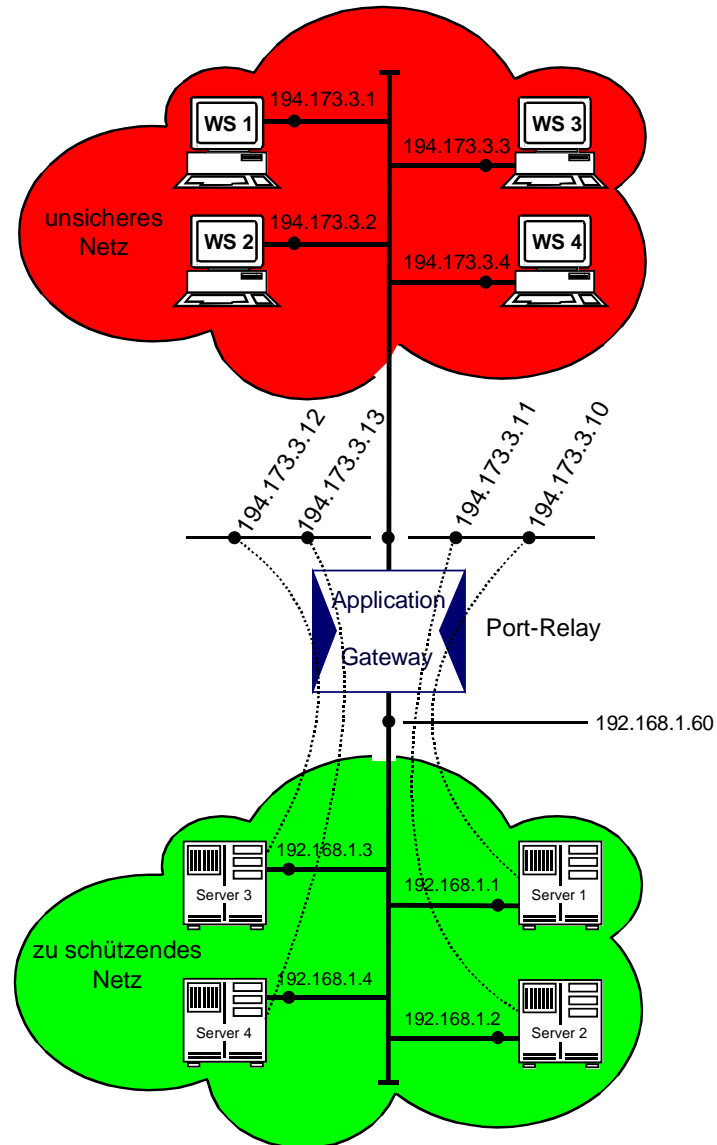 194.173.3.1
WS 1
WS 3
194.173.3.3
unsicheres
Netz
194.173.3.2
WS 2
WS 4
194.173.3.4
194.173.3.12
194.173.3.13
194.173.3.11
194.173.3.10
Application
Gateway
Port-Relay
192.168.1.60
192.168.1.3
Server 3
192.168.1.1
Server 1
zu schützendes
Netz
192.168.1.4
Server 4
192.168.1.2
Server 2